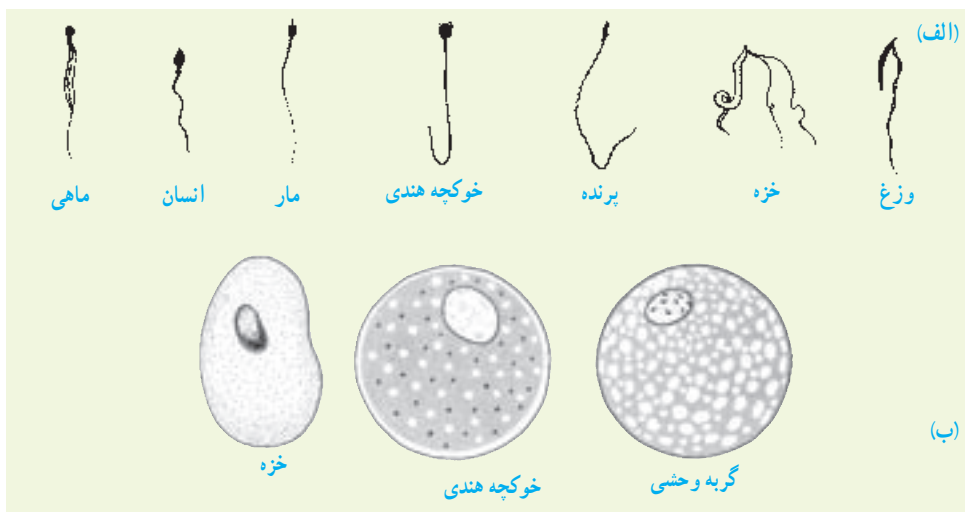 (الف)
وزغ
خزه
پرنده
خوکچه هندی
مار
انسان
ماهی
(ب)
گربه وحشی
خوکچه هندی
خزه